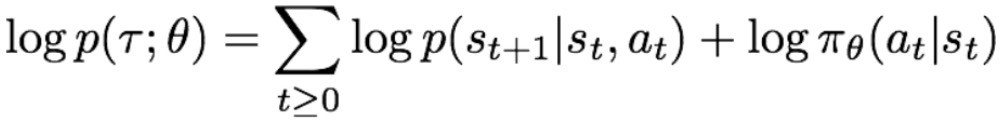 log p(τ; θ) = ∑_{t≥0} log p(s_{t+1}|s_t, a_t) + log π_θ(a_t|s_t)